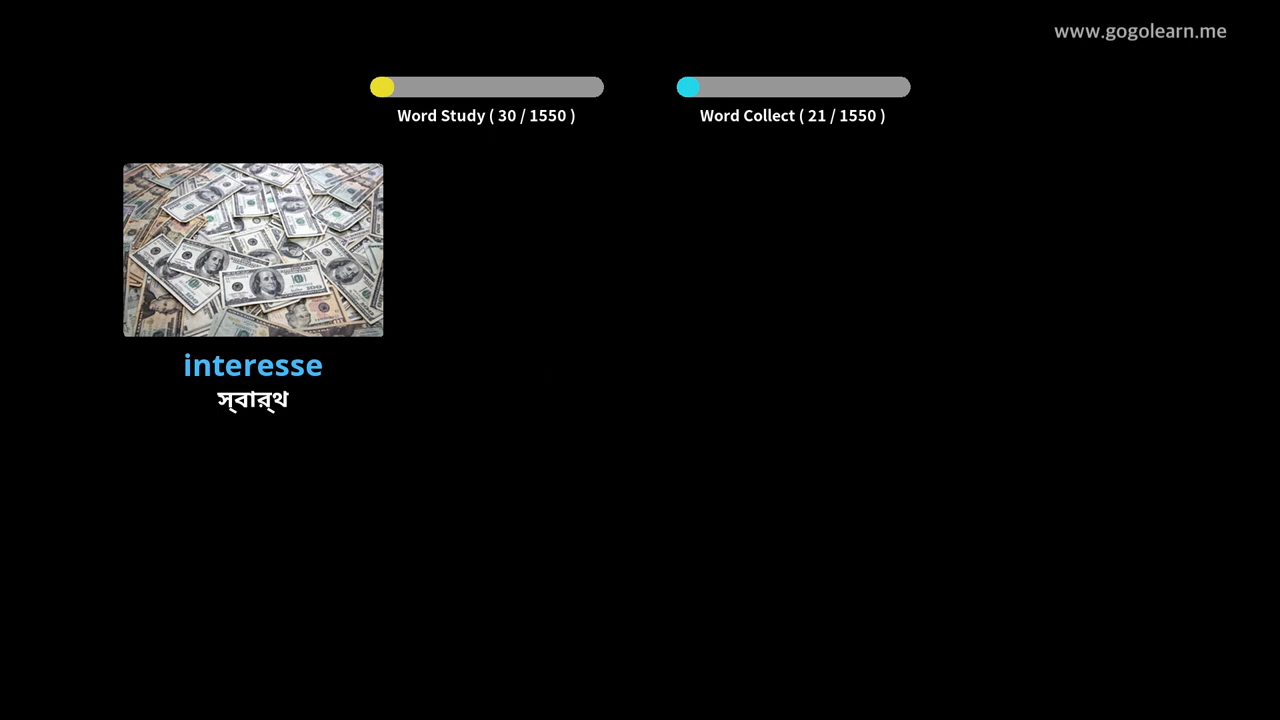 www.gogolearn.me
Word Study ( 30 / 1550 )
Word Collect ( 21 / 1550 )
interesse
স্বার্থ